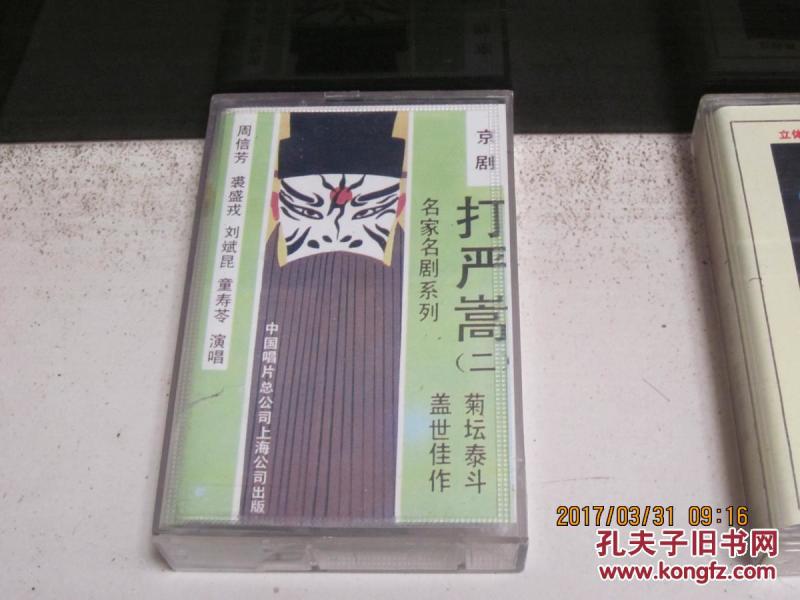 京剧
打严嵩
(二)
名家名剧系列
菊坛泰斗
盖世佳作
周信芳 裘盛戎 刘斌昆 童寿苓 演唱
中国唱片总公司上海公司出版
立体
2017/03/31 09:16
孔夫子旧书网
www.kongfz.com